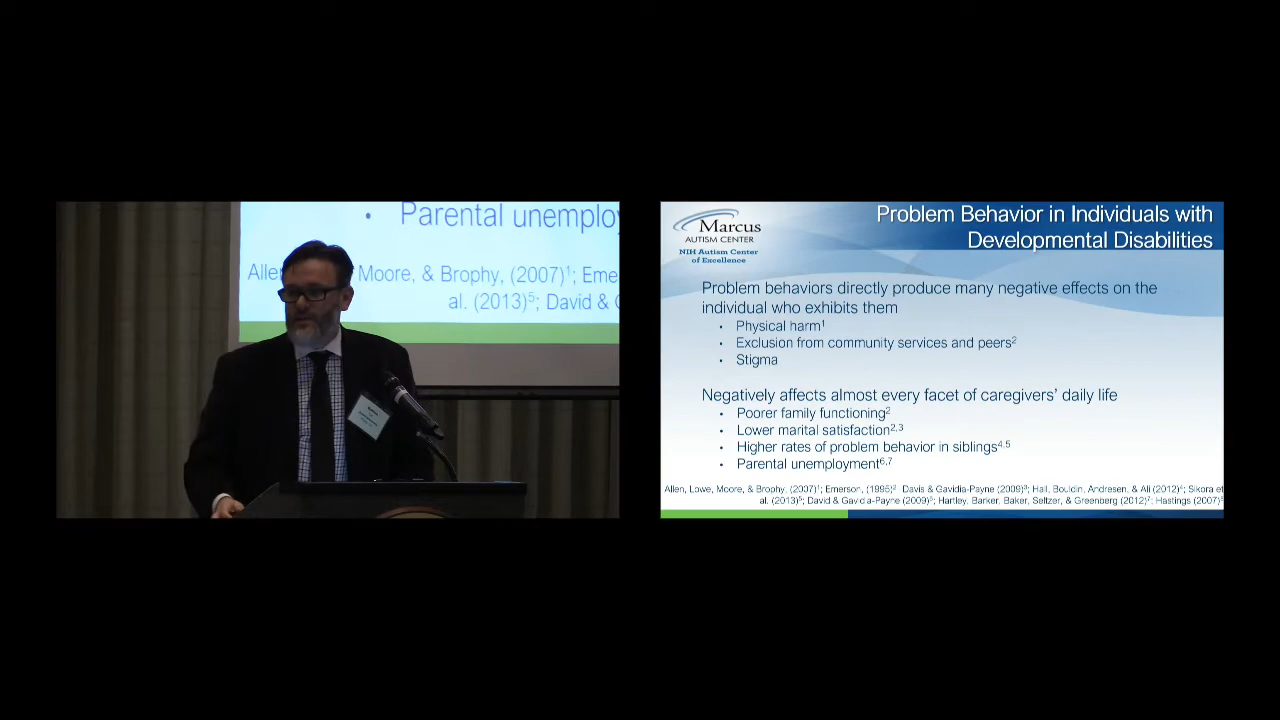 • Parental unemplo
Alle Moore, & Brophy, (2007)1; Eme
al. (2013)5; David &
Marcus
AUTISM CENTER
NIH Autism Center
of Excellence
Problem Behavior in Individuals with
Developmental Disabilities
Problem behaviors directly produce many negative effects on the
individual who exhibits them
• Physical harm1
• Exclusion from community services and peers2
• Stigma
Negatively affects almost every facet of caregivers' daily life
• Poorer family functioning2
• Lower marital satisfaction2,3
• Higher rates of problem behavior in siblings4,5
• Parental unemployment6,7
Allen, Lowe, Moore, & Brophy, (2007)1; Emerson, (1995)2 Davis & Gavidia-Payne (2009)3; Hall, Bouldin, Andresen, & Ali (2012)4; Sikora et
al. (2013)5; David & Gavidia-Payne (2009)6; Hartley, Barker, Baker, Seltzer, & Greenberg (2012)7; Hastings (2007)8